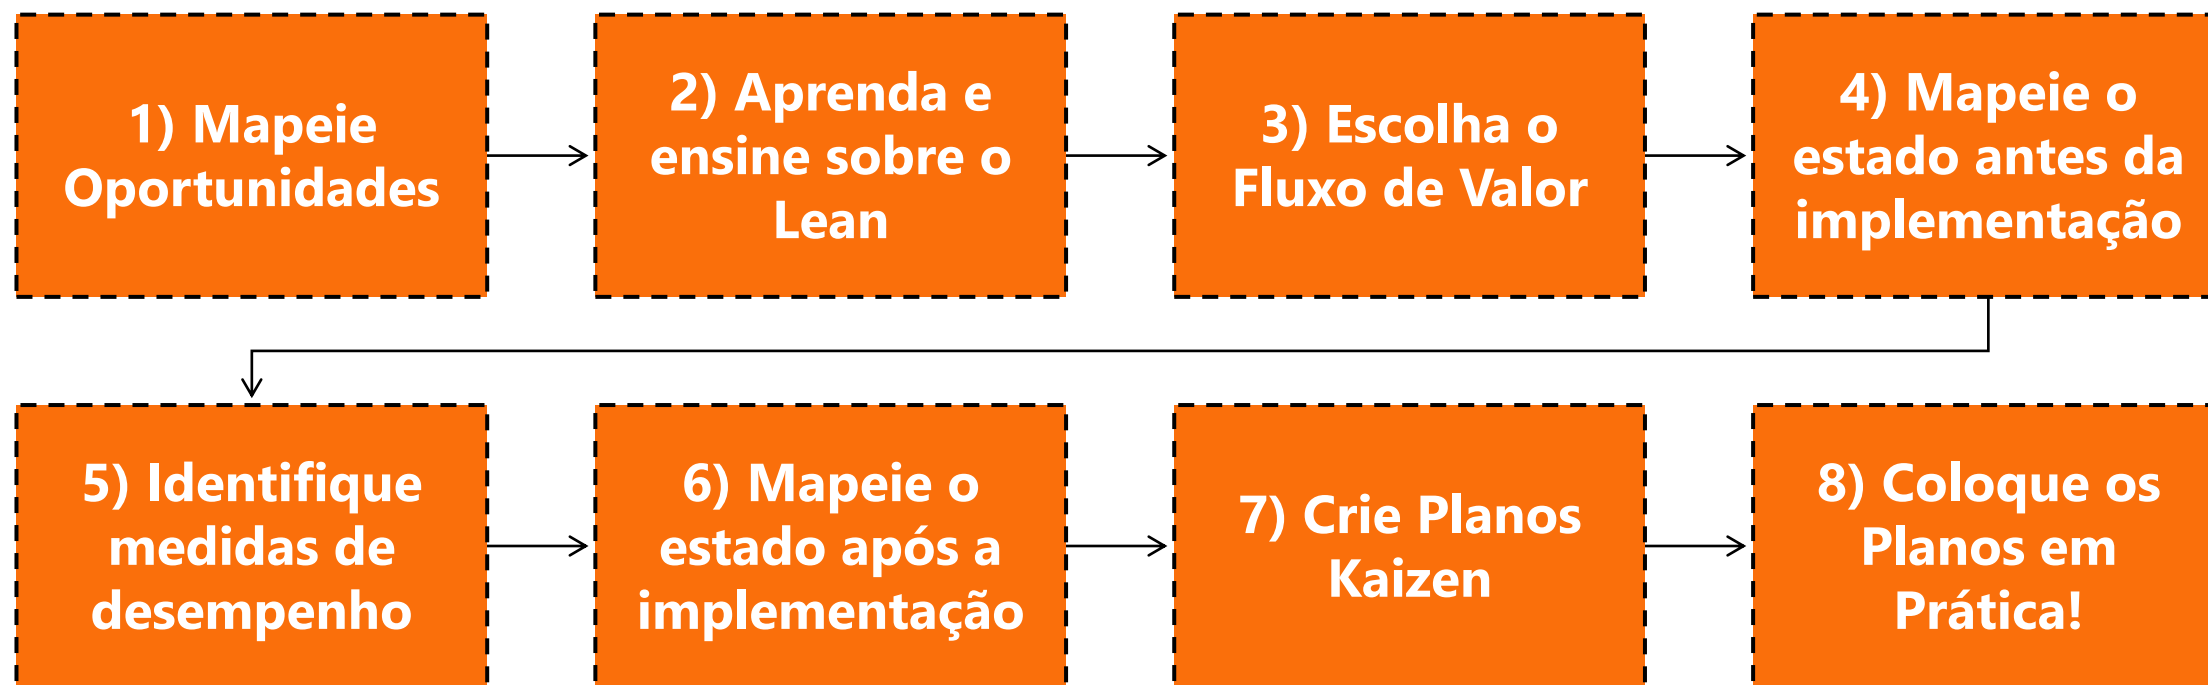 1) Mapeie
Oportunidades
2) Aprenda e
ensine sobre o
Lean
3) Escolha o
Fluxo de Valor
4) Mapeie o
estado antes da
implementação
5) Identifique
medidas de
desempenho
6) Mapeie o
estado após a
implementação
7) Crie Planos
Kaizen
8) Coloque os
Planos em
Prática!